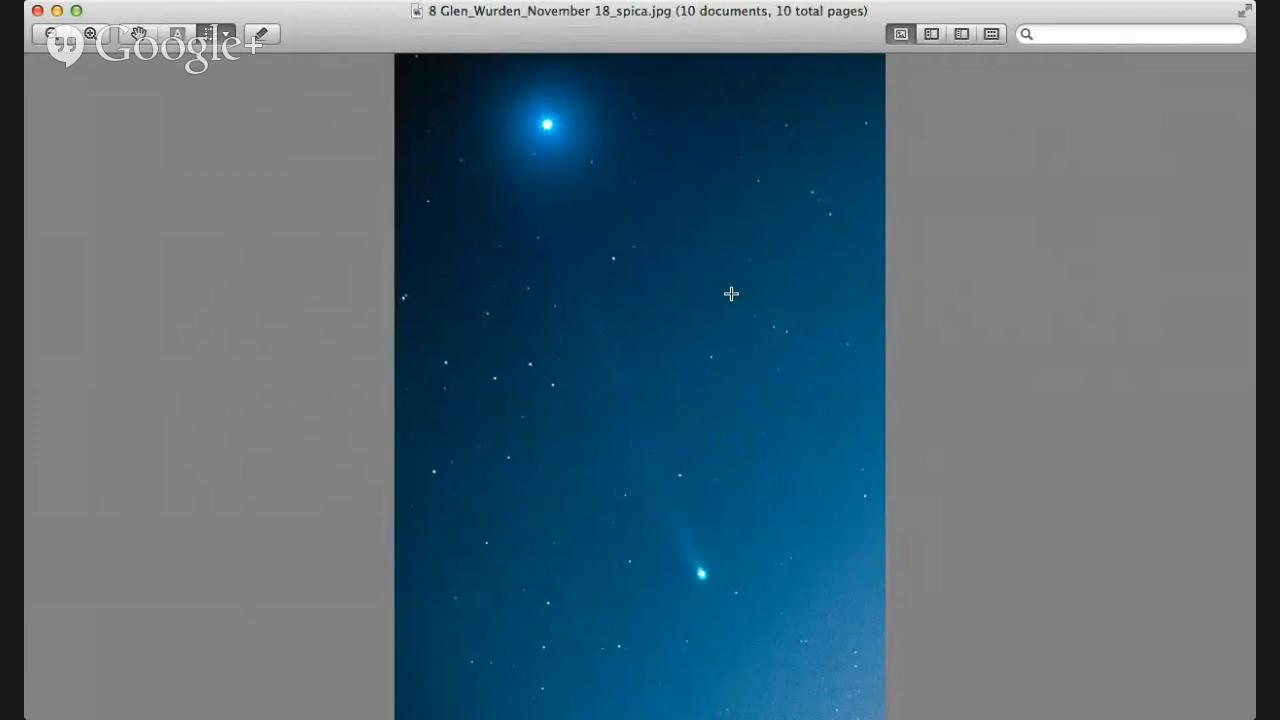 8 Glen_Wurden_November 18_spica.jpg (10 documents, 10 total pages)
Google+